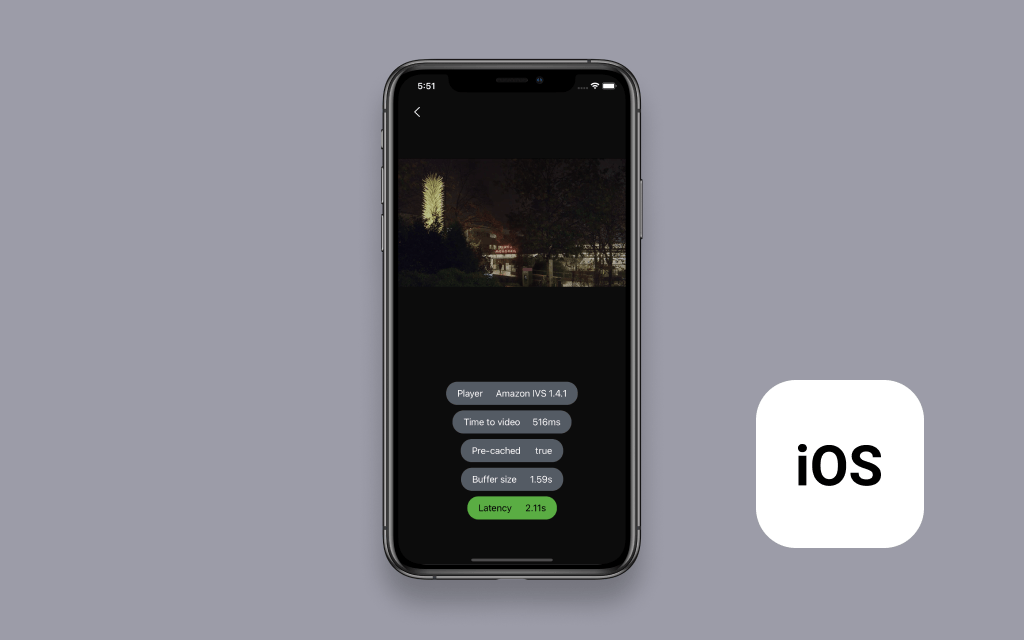 5:51
Player Amazon IVS 1.4.1
Time to video 516ms
Pre-cached true
Buffer size 1.59s
Latency 2.11s
iOS